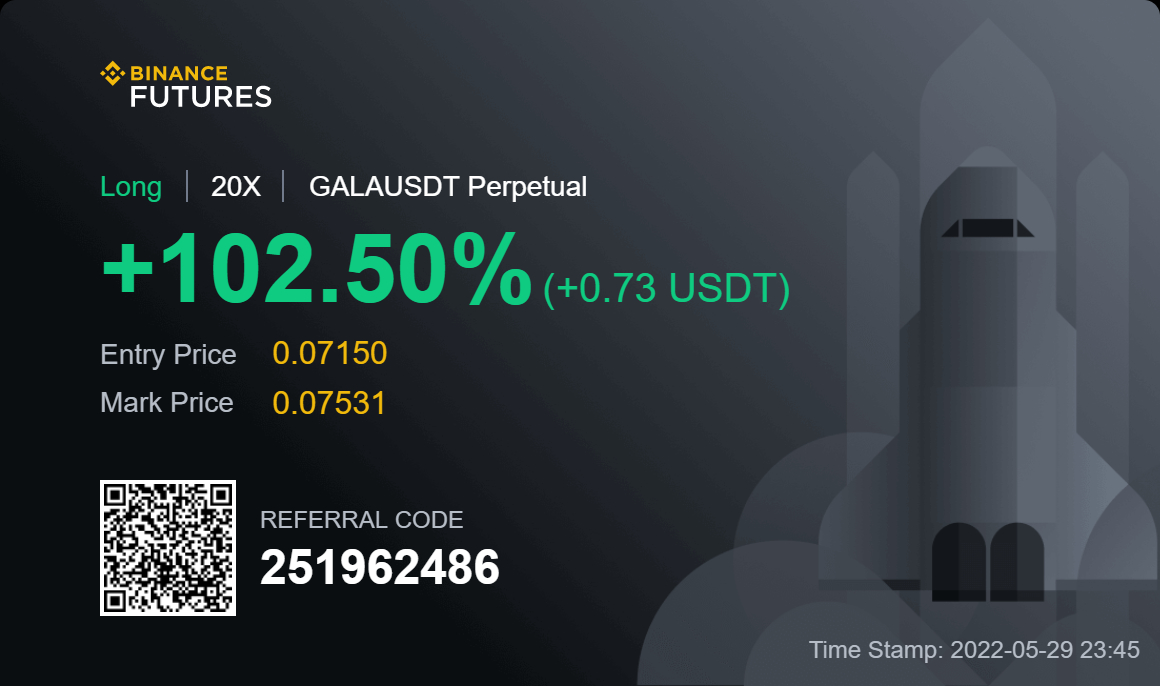 BINANCE
FUTURES
Long | 20X | GALAUSDT Perpetual
+102.50% (+0.73 USDT)
Entry Price 0.07150
Mark Price 0.07531
REFERRAL CODE
251962486
Time Stamp: 2022-05-29 23:45